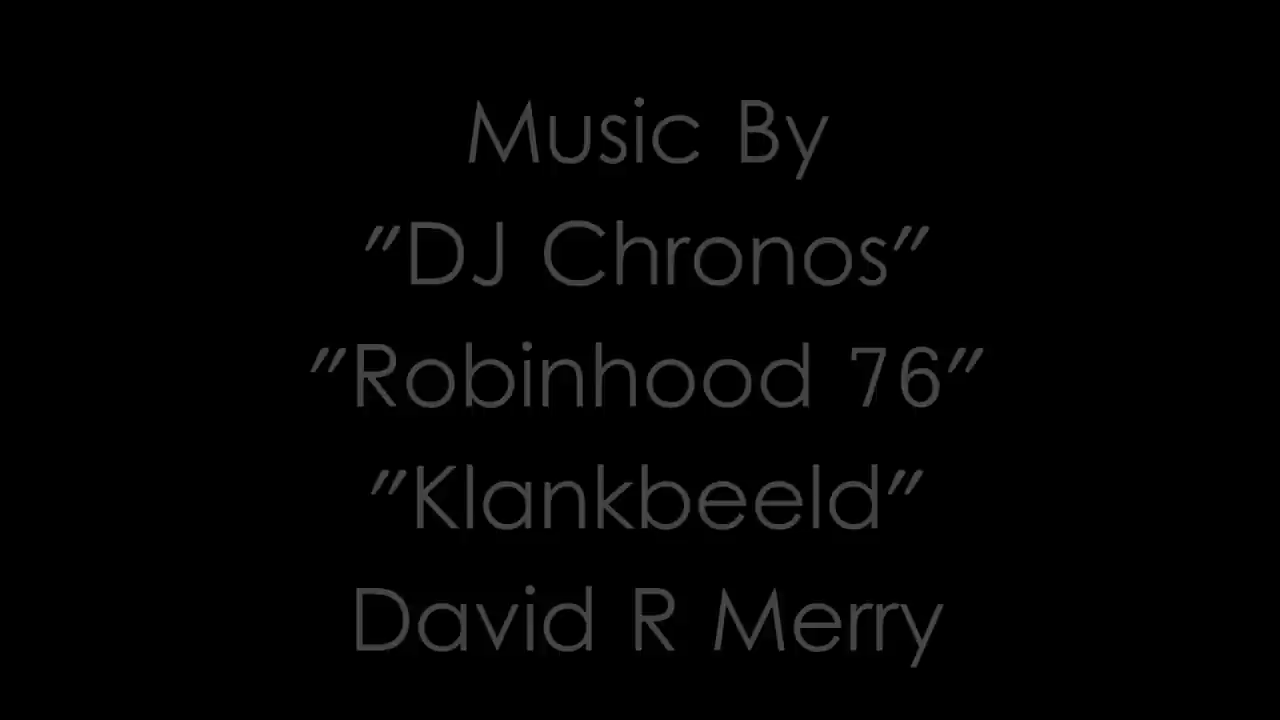 Music By
"DJ Chronos"
"Robinhood 76"
"Klankbeeld"
David R Merry